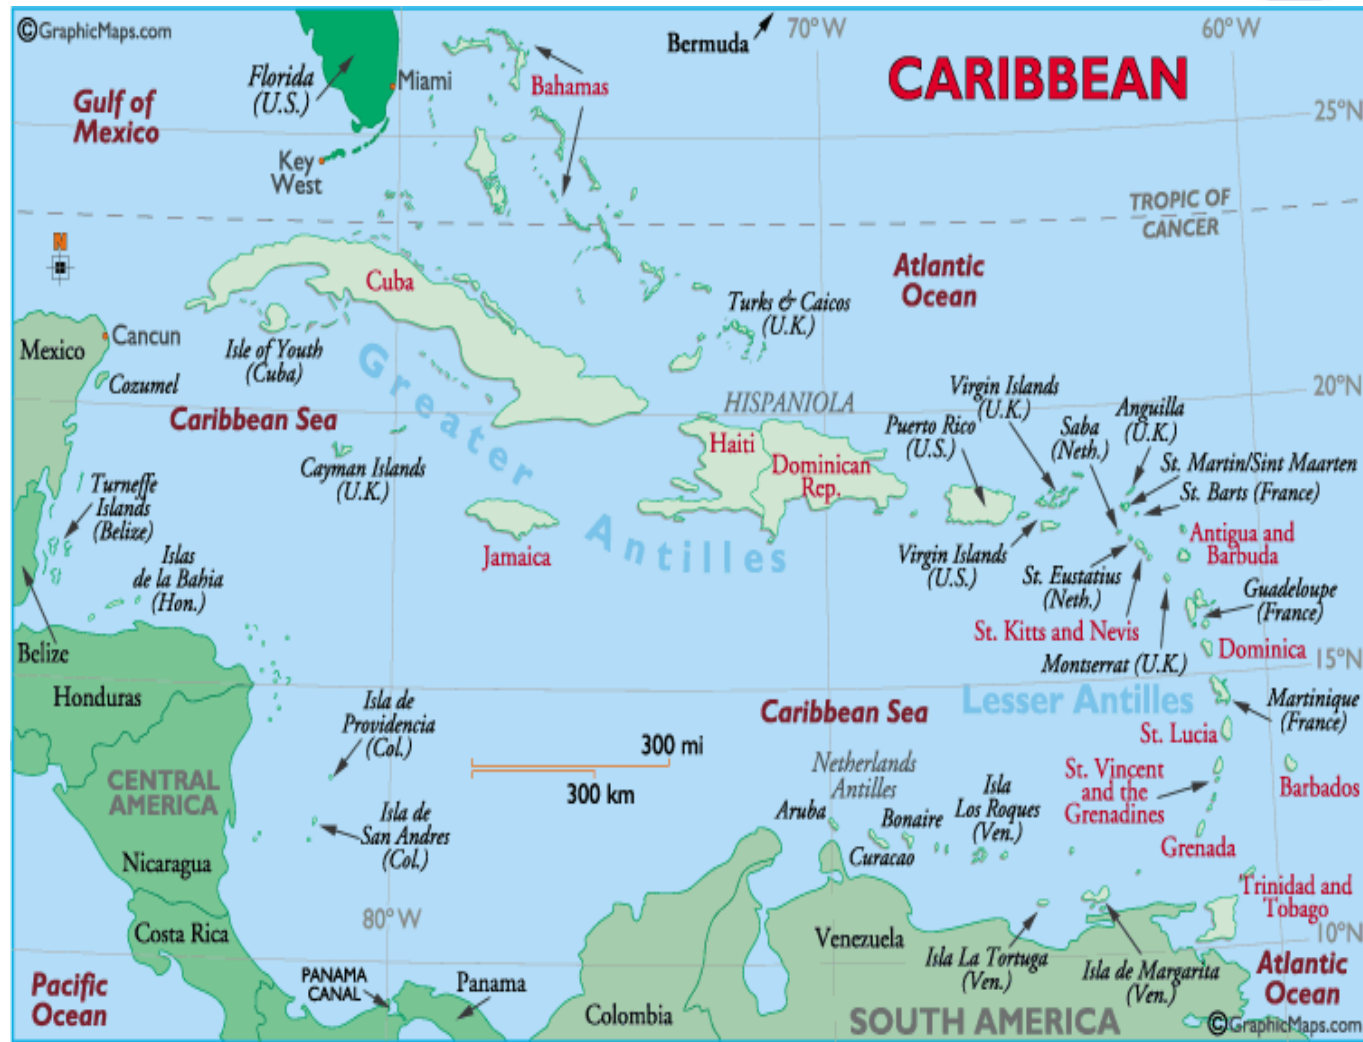 ©GraphicMaps.com
Bermuda
70° W
60° W
CARIBBEAN
Florida
(U.S.)
Miami
Bahamas
Gulf of
Mexico
25°N
Key
West
TROPIC OF
CANCER
N
Cuba
Atlantic
Ocean
Turks & Caicos
(U.K.)
Cancun
Mexico
Isle of Youth
(Cuba)
Cozumel
Greater
Antilles
20°N
HISPANIOLA
Virgin Islands
(U.K.)
Anguilla
(U.K.)
Caribbean Sea
Puerto Rico
(U.S.)
Saba
(Neth.)
Haiti
Dominican
Rep.
St. Martin/Sint Maarten
St. Barts (France)
Cayman Islands
(U.K.)
Turneffe
Islands
(Belize)
Jamaica
Virgin Islands
(U.S.)
Antigua and
Barbuda
Islas
de la Bahia
(Hon.)
St. Eustatius
(Neth.)
Guadeloupe
(France)
St. Kitts and Nevis
Belize
Montserrat (U.K.)
Dominica
15°N
Honduras
Lesser Antilles
Isla de
Providencia
(Col.)
Caribbean Sea
Martinique
(France)
St. Lucia
300 mi
300 km
CENTRAL
AMERICA
Netherlands
Antilles
Isla
Los Roques
(Ven.)
St. Vincent
and the
Grenadines
Barbados
Isla de
San Andres
(Col.)
Aruba
Bonaire
Curacao
Grenada
Nicaragua
Trinidad and
Tobago
80° W
Costa Rica
Venezuela
10°N
Isla La Tortuga
(Ven.)
Isla de Margarita
(Ven.)
Atlantic
Ocean
Pacific
Ocean
PANAMA
CANAL
Panama
Colombia
SOUTH AMERICA
©GraphicMaps.com